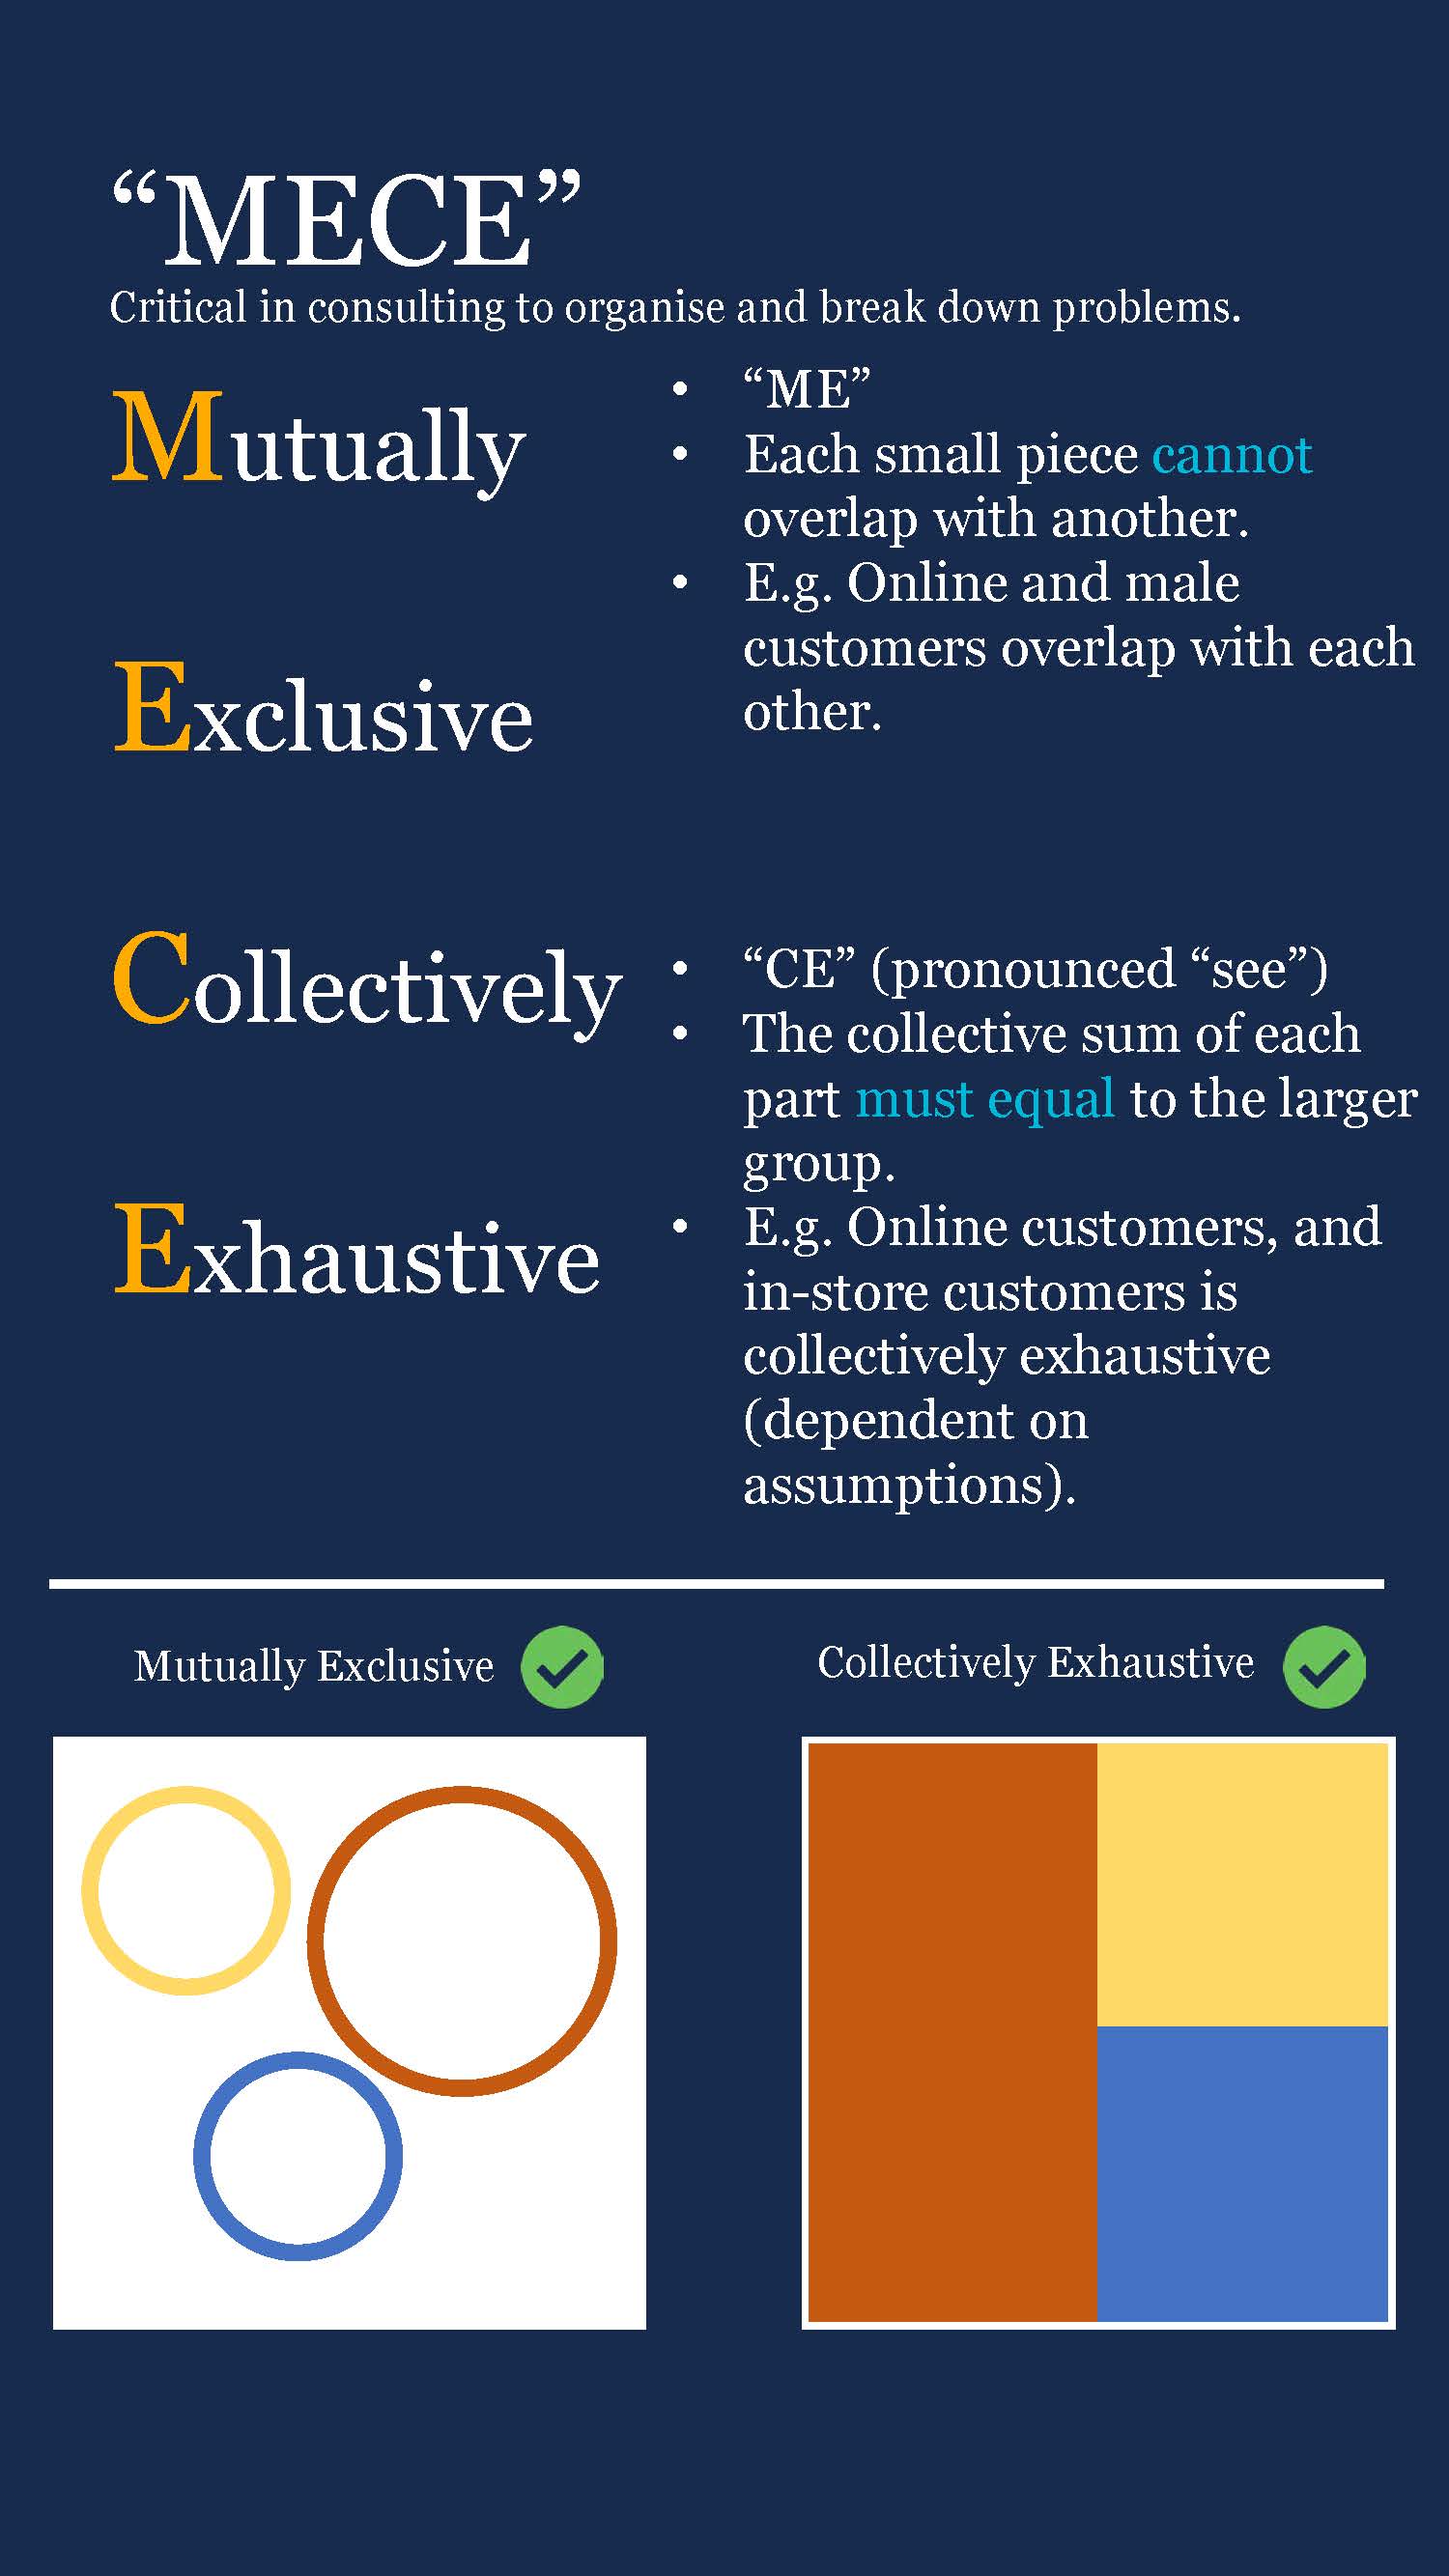 “MECE”
Critical in consulting to organise and break down problems.
Mutually
Exclusive
• “ME”
• Each small piece cannot
overlap with another.
• E.g. Online and male
customers overlap with each
other.
Collectively
Exhaustive
• “CE” (pronounced “see”)
• The collective sum of each
part must equal to the larger
group.
• E.g. Online customers, and
in-store customers is
collectively exhaustive
(dependent on
assumptions).
Mutually Exclusive
Collectively Exhaustive